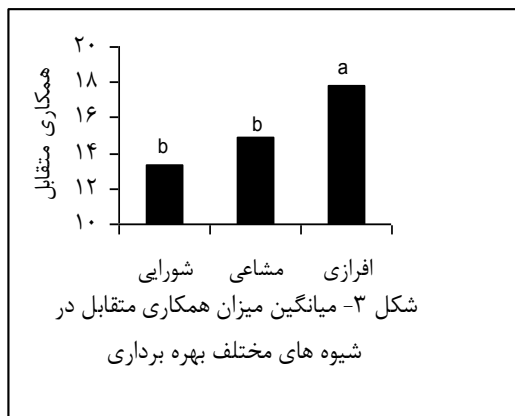 همکاری متقابل
۲۰
۱۸
۱۶
۱۴
۱۲
۱۰
b
b
a
شورایی
مشاعی
افرازی
شکل ۳- میانگین میزان همکاری متقابل در
شیوه های مختلف بهره برداری